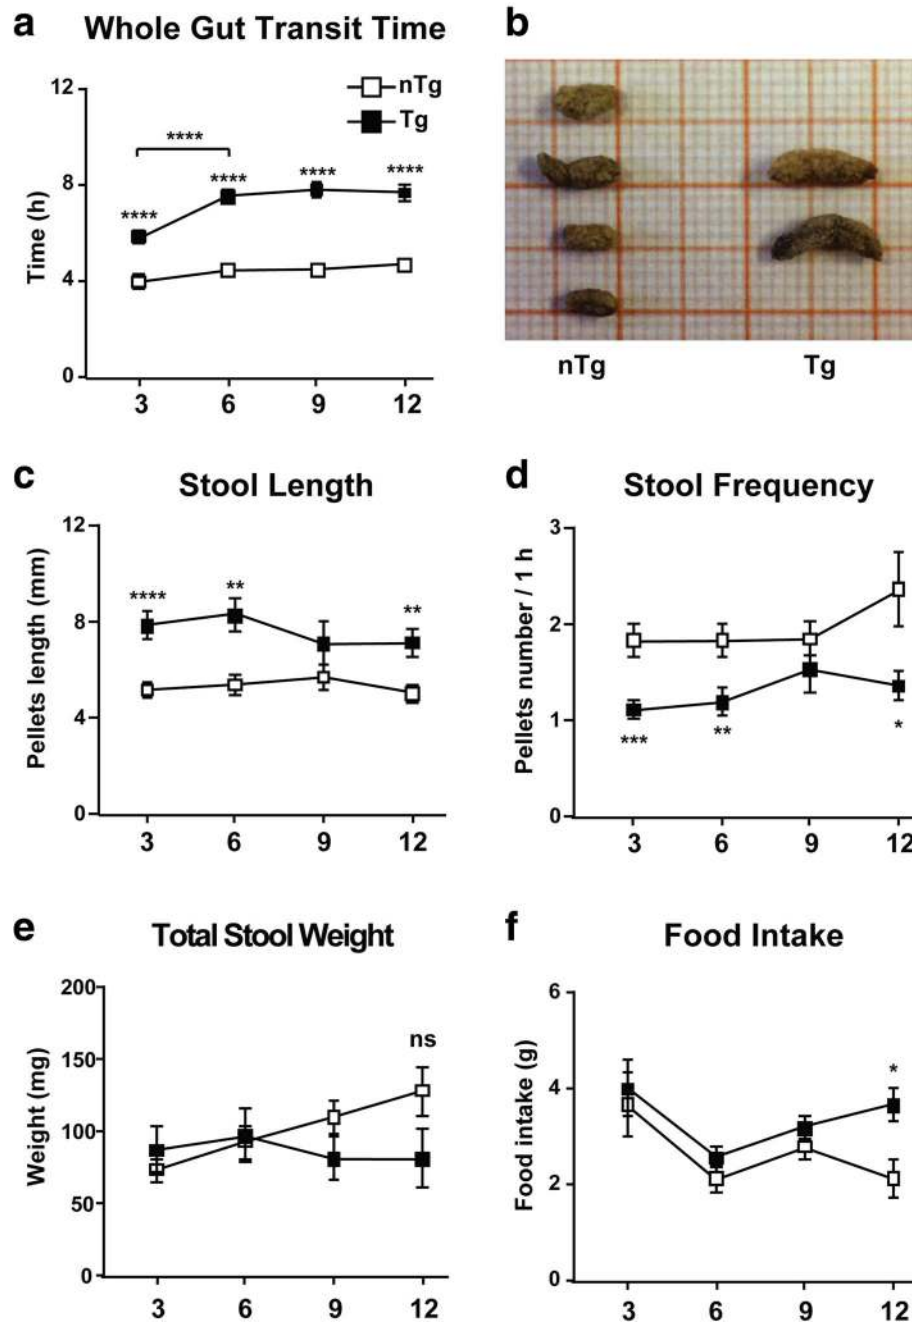 a Whole Gut Transit Time
12
8
4
0
Time (h)
nTg
Tg
****
****
****
****
****
3 6 9 12
b
nTg Tg
c Stool Length
12
8
4
0
Pellets length (mm)
****
**
**
3 6 9 12
d Stool Frequency
3
2
1
0
Pellets number / 1 h
***
**
*
3 6 9 12
e Total Stool Weight
200
150
100
50
0
Weight (mg)
ns
3 6 9 12
f Food Intake
6
4
2
0
Food intake (g)
*
3 6 9 12